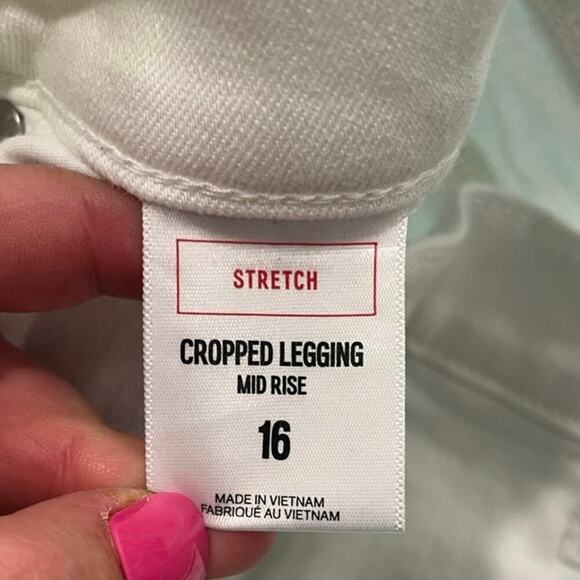 STRETCH
CROPPED LEGGING
MID RISE
16
MADE IN VIETNAM
FABRIQUÉ AU VIETNAM